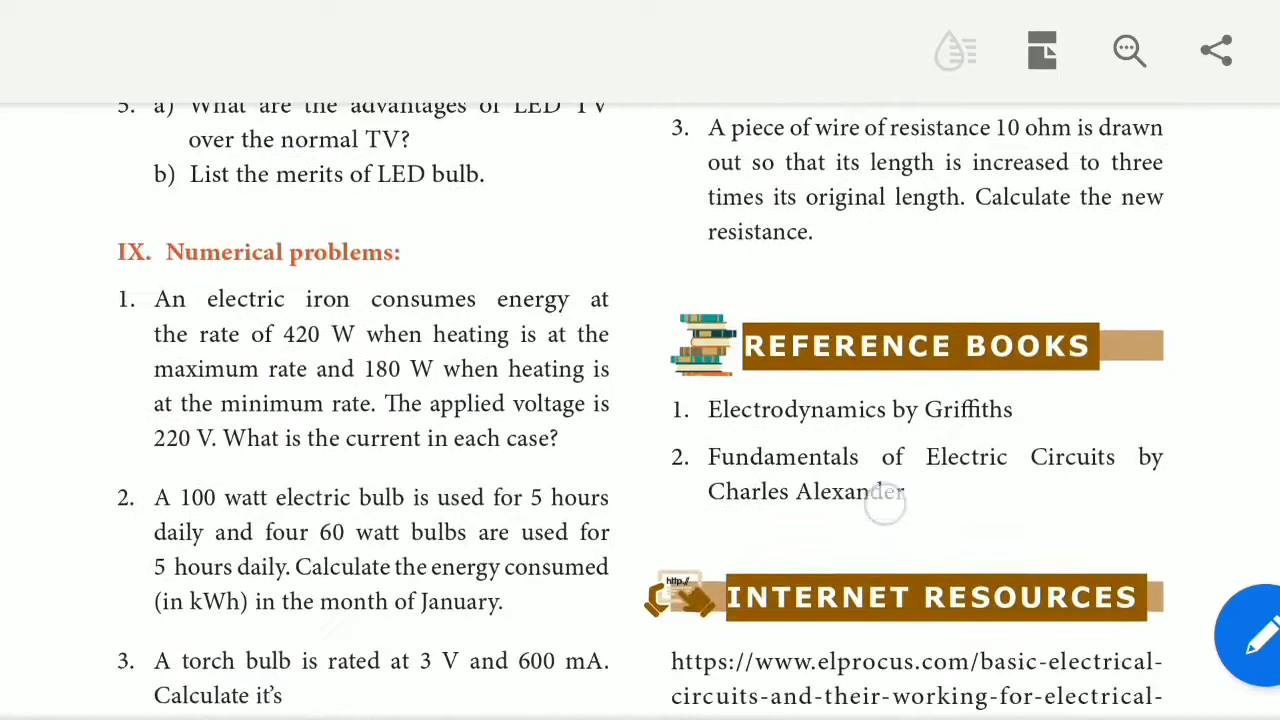 5. a) What are the advantages of LED TV
over the normal TV?
b) List the merits of LED bulb.
IX. Numerical problems:
1. An electric iron consumes energy at
the rate of 420 W when heating is at the
maximum rate and 180 W when heating is
at the minimum rate. The applied voltage is
220 V. What is the current in each case?
2. A 100 watt electric bulb is used for 5 hours
daily and four 60 watt bulbs are used for
5 hours daily. Calculate the energy consumed
(in kWh) in the month of January.
3. A torch bulb is rated at 3 V and 600 mA.
Calculate it’s
3. A piece of wire of resistance 10 ohm is drawn
out so that its length is increased to three
times its original length. Calculate the new
resistance.
REFERENCE BOOKS
1. Electrodynamics by Griffiths
2. Fundamentals of Electric Circuits by
Charles Alexander
http://
INTERNET RESOURCES
https://www.elprocus.com/basic-electrical-
circuits-and-their-working-for-electrical-